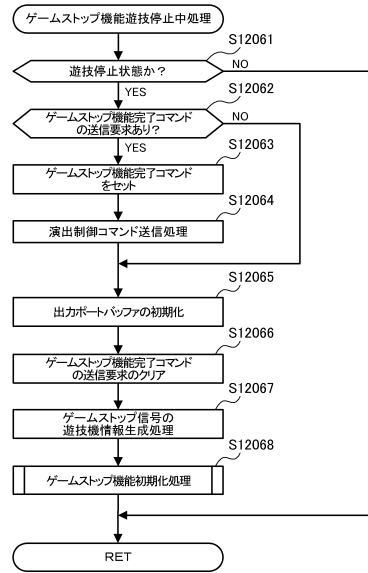 ゲームストップ機能遊技停止中処理
S12061
遊技停止状態か？
NO
YES
S12062
ゲームストップ機能完了コマンド
の送信要求あり？
NO
YES
S12063
ゲームストップ機能完了コマンド
をセット
S12064
演出制御コマンド送信処理
S12065
出力ポートバッファの初期化
S12066
ゲームストップ機能完了コマンド
の送信要求のクリア
S12067
ゲームストップ信号の
遊技機情報生成処理
S12068
ゲームストップ機能初期化処理
RET